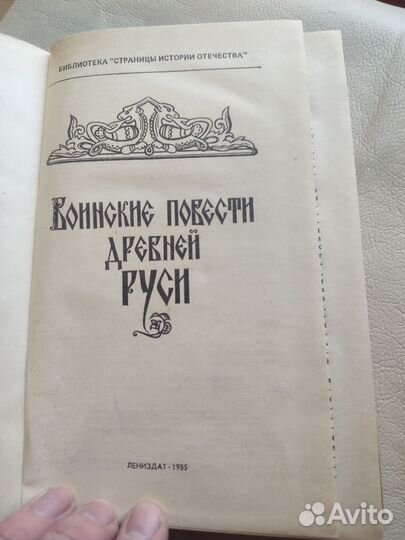 БИБЛИОТЕКА "СТРАНИЦЫ ИСТОРИИ ОТЕЧЕСТВА"
ВОИНСКИЕ ПОВЕСТИ
ДРЕВНЕЙ
РУСИ
ЛЕНИЗДАТ · 1985
Avito